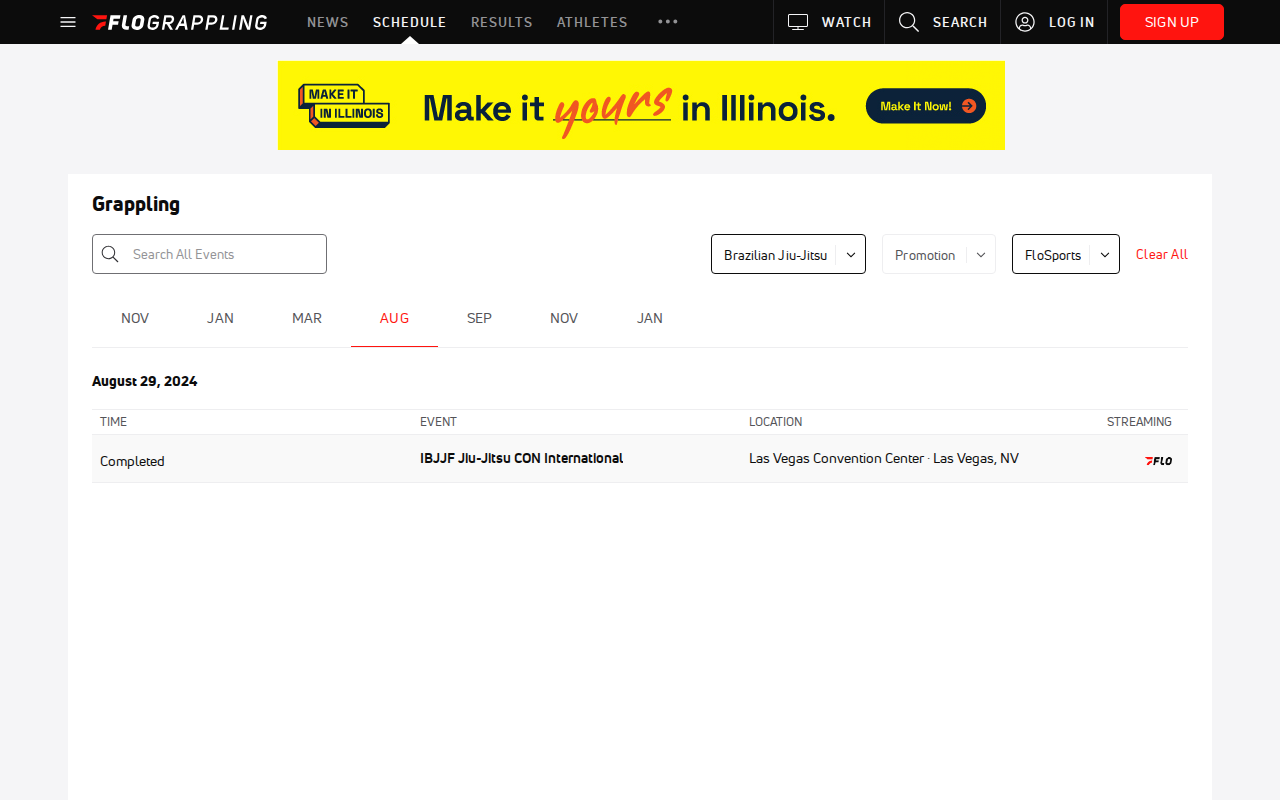 FLOGRAPPLING NEWS SCHEDULE RESULTS ATHLETES ••• WATCH SEARCH LOG IN SIGN UP
MAKE IT
IN ILLINOIS
Make it yours in Illinois.
Make It Now!
Grappling
Search All Events
Brazilian Jiu-Jitsu Promotion FloSports Clear All
NOV JAN MAR AUG SEP NOV JAN
August 29, 2024
TIME EVENT LOCATION STREAMING
Completed IBJJF Jiu-Jitsu CON International Las Vegas Convention Center · Las Vegas, NV FLO